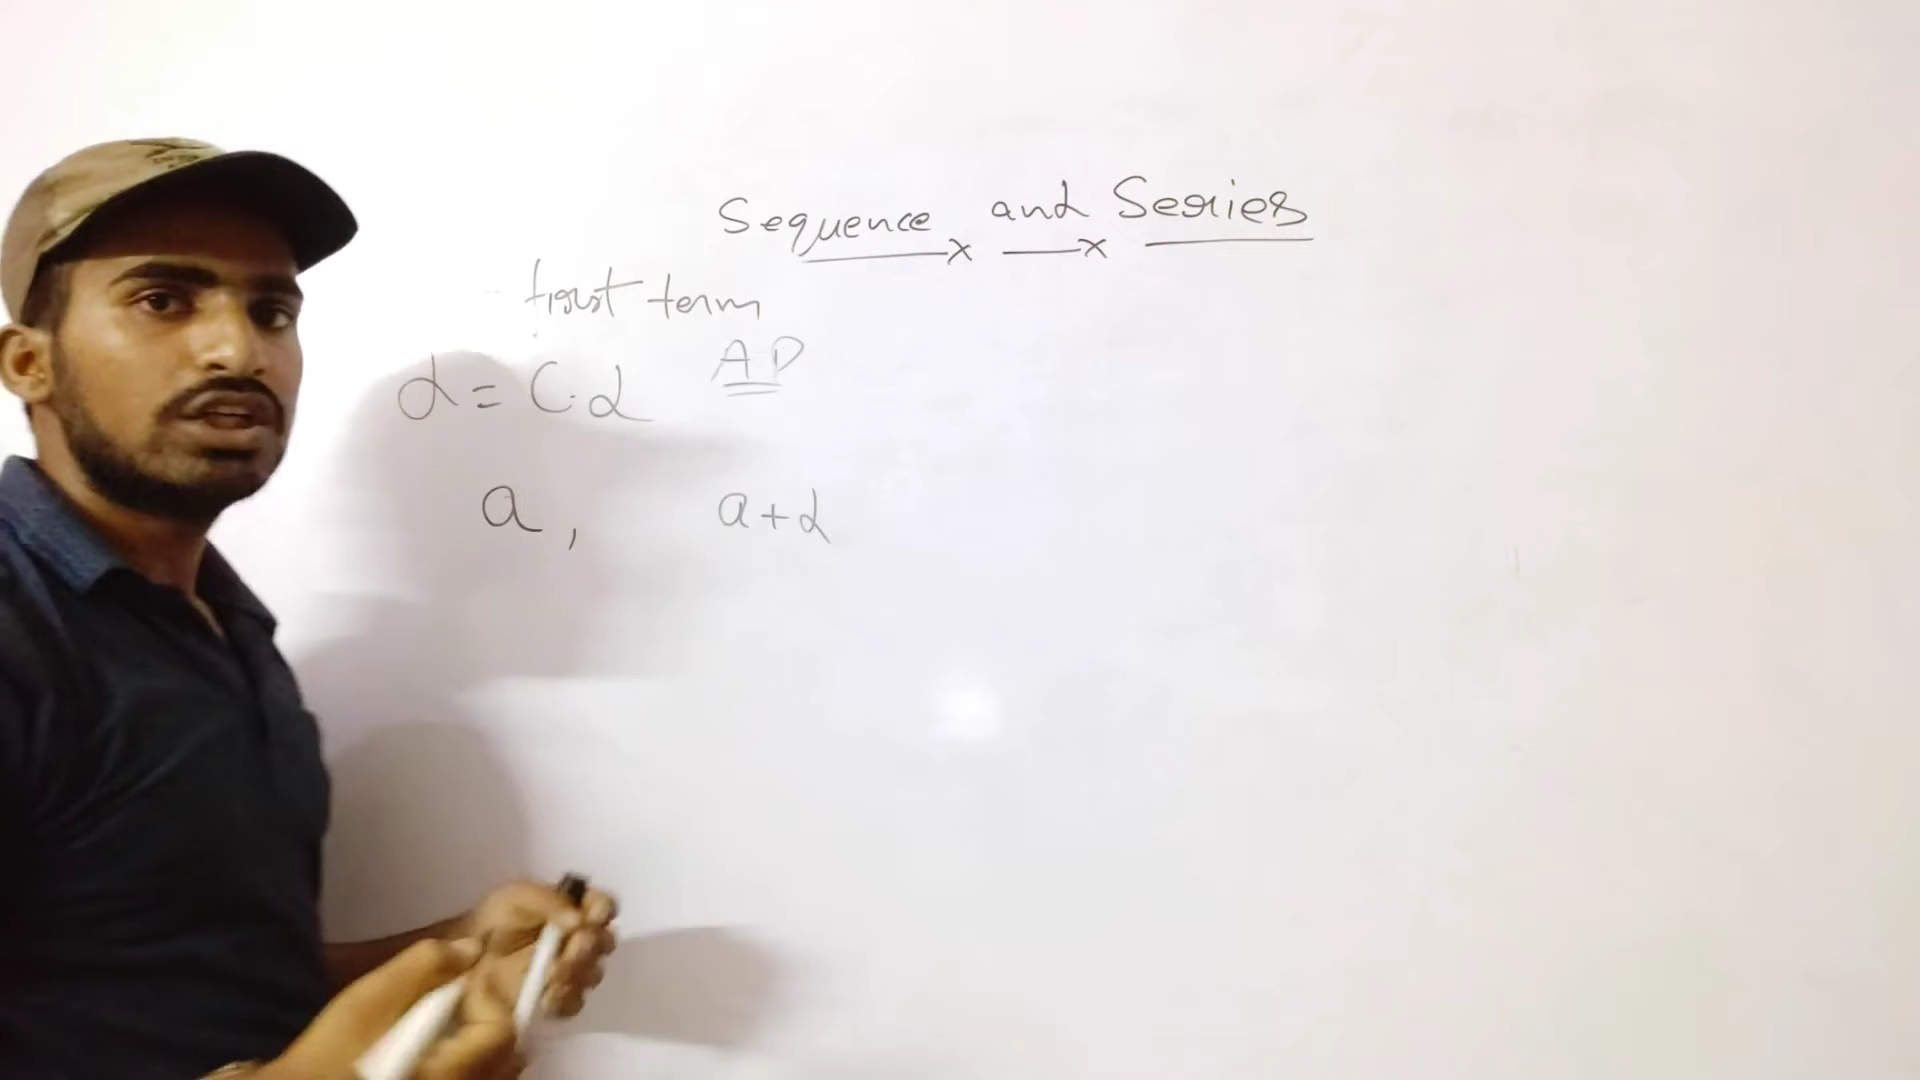 Sequence and Series
first term
AP
d = C.d
a, a+d